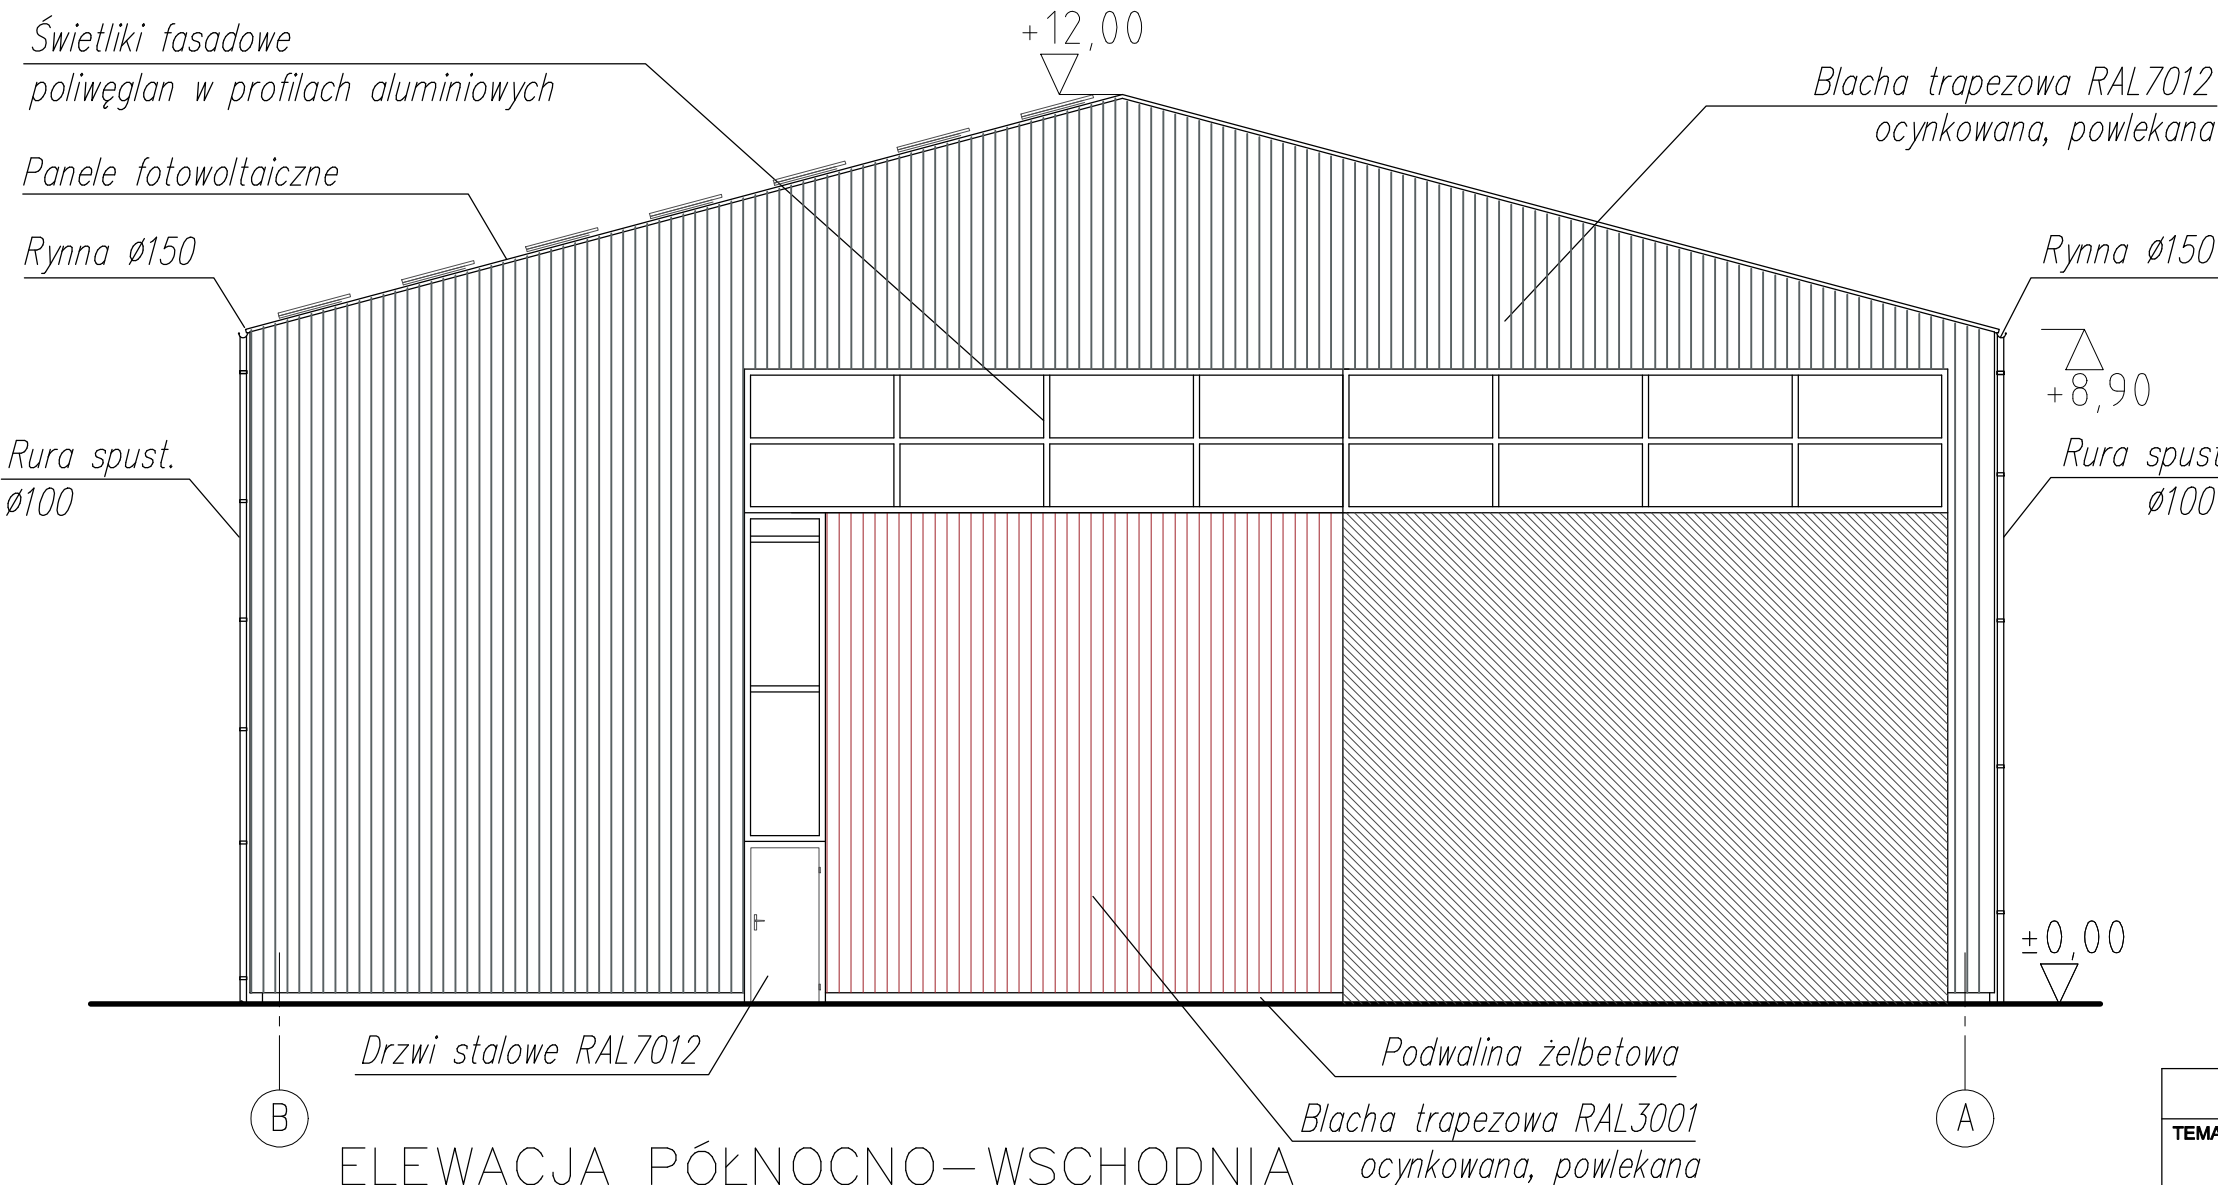 Świetliki fasadowe
poliwęglan w profilach aluminiowych
+12,00
Blacha trapezowa RAL7012
ocynkowana, powlekana
Panele fotowoltaiczne
Rynna ø150
Rynna ø150
+8,90
Rura spust.
ø100
Rura spust
ø100
±0,00
Drzwi stalowe RAL7012
Podwalina żelbetowa
Blacha trapezowa RAL3001
ocynkowana, powlekana
B
A
ELEWACJA PÓŁNOCNO-WSCHODNIA
TEMA